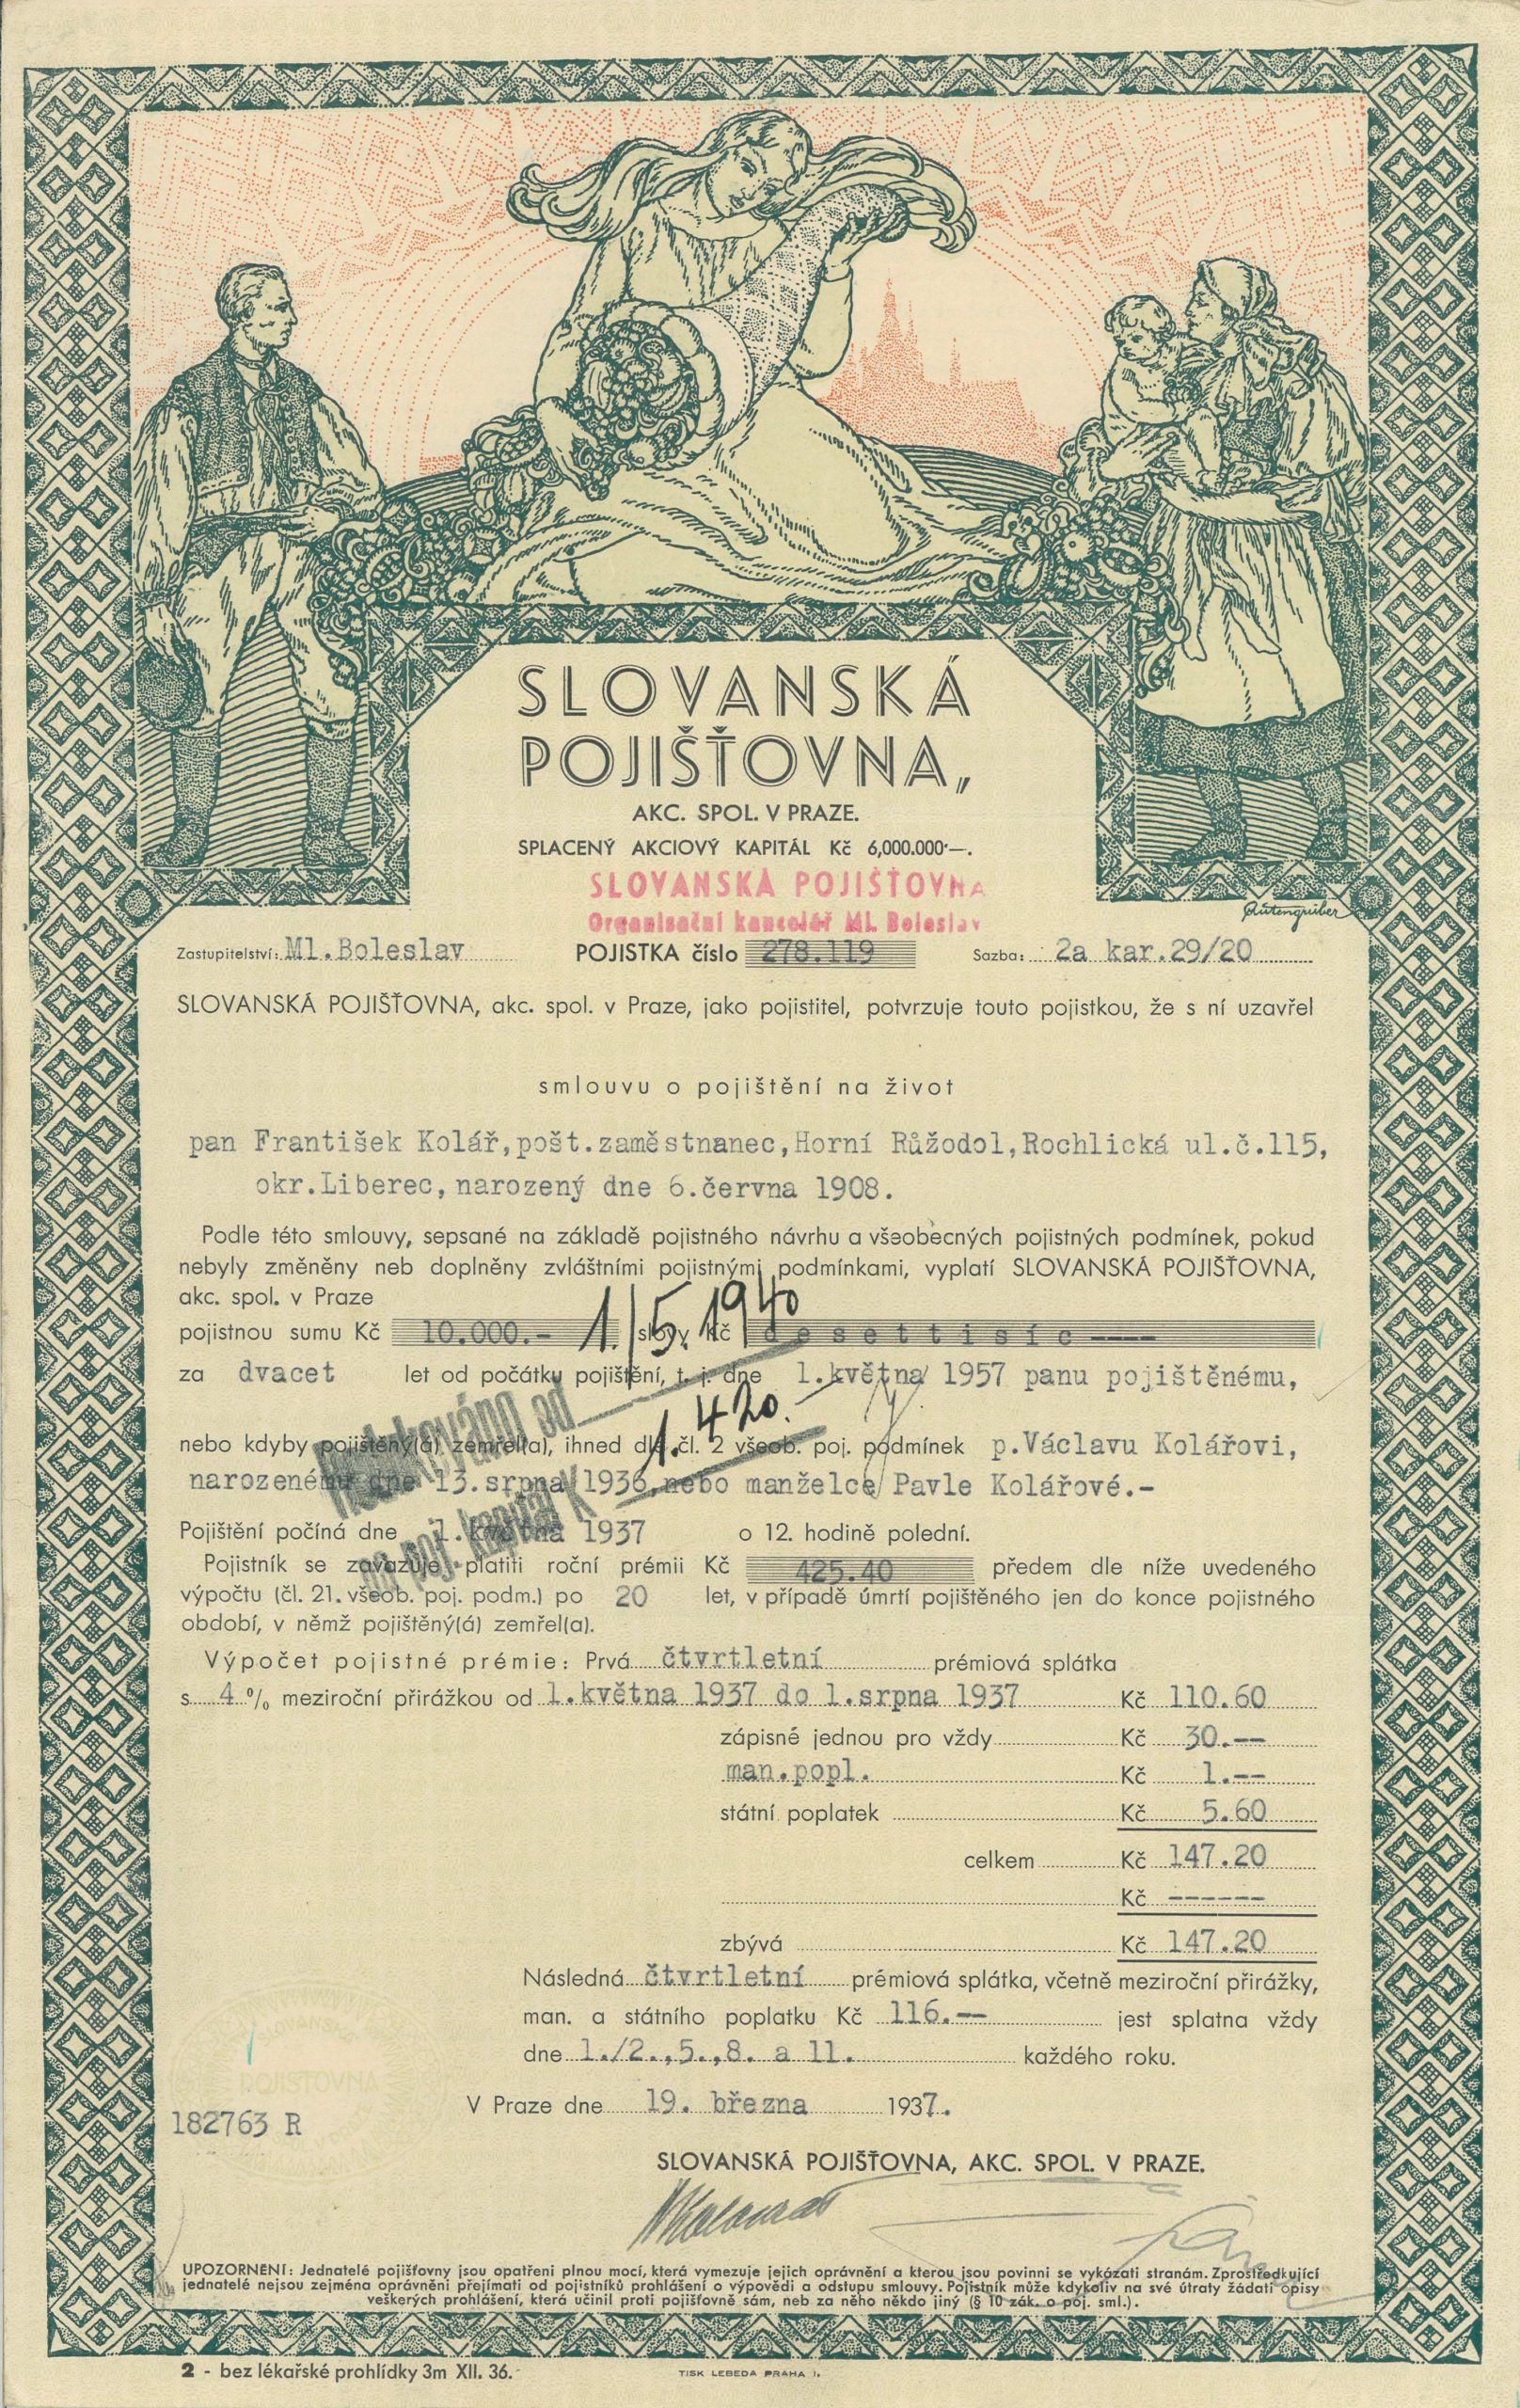 SLOVANSKÁ
POJIŠŤOVNA,
AKC. SPOL. V PRAZE.
SPLACENÝ AKCIOVÝ KAPITÁL Kč 6,000.000·—.
SLOVANSKÁ POJIŠŤOVNA
Organisační kancelář Ml. Boleslav
Rutengruber
Zastupitelství: Ml.Boleslav POJISTKA číslo 278.119 Sazba: 2a kar.29/20
SLOVANSKÁ POJIŠŤOVNA, akc. spol. v Praze, jako pojistitel, potvrzuje touto pojistkou, že s ní uzavřel
smlouvu o pojištění na život
pan František Kolář,pošt.zaměstnanec,Horní Růžodol,Rochlická ul.č.115,
okr.Liberec,narozený dne 6.června 1908.
Podle této smlouvy, sepsané na základě pojistného návrhu a všeobecných pojistných podmínek, pokud
nebyly změněny neb doplněny zvláštními pojistnými podmínkami, vyplatí SLOVANSKÁ POJIŠŤOVNA,
akc. spol. v Praze
pojistnou sumu Kč 10.000.- slovy Kč desettisíc----
1./5.1940
za dvacet let od počátku pojištění, t. j. dne 1.května 1957 panu pojištěnému,
Redukováno od
1.420.-
nebo kdyby pojištěný(á) zemřel(a), ihned dle čl. 2 všeob. poj. podmínek p.Václavu Kolářovi,
narozenému dne 13.srpna 1936,nebo manželce Pavle Kolářové.-
na poj. kapitál K
Pojištění počíná dne 1.května 1937 o 12. hodině polední.
Pojistník se zavazuje platiti roční prémii Kč 425.40 předem dle níže uvedeného
výpočtu (čl. 21. všeob. poj. podm.) po 20 let, v případě úmrtí pojištěného jen do konce pojistného
období, v němž pojištěný(á) zemřel(a).
Výpočet pojistné prémie: Prvá čtvrtletní prémiová splátka
s 4 % meziroční přirážkou od 1.května 1937 do 1.srpna 1937 Kč 110.60
zápisné jednou pro vždy Kč 30.--
man.popl. Kč 1.--
státní poplatek Kč 5.60
celkem Kč 147.20
Kč ------
zbývá Kč 147.20
Následná čtvrtletní prémiová splátka, včetně meziroční přirážky,
man. a státního poplatku Kč 116.-- jest splatna vždy
dne 1./2.,5.,8. a 11. každého roku.
POJIŠŤOVNA
V Praze dne 19. března 1937.
182763 R
SLOVANSKÁ POJIŠŤOVNA, AKC. SPOL. V PRAZE.
UPOZORNĚNÍ: Jednatelé pojišťovny jsou opatřeni plnou mocí, která vymezuje jejich oprávnění a kterou jsou povinni se vykázati stranám. Zprostředkující
jednatelé nejsou zejména oprávněni přejímati od pojistníků prohlášení o výpovědi a odstupu smlouvy. Pojistník může kdykoliv na své útraty žádati opisy
veškerých prohlášení, která učinil proti pojišťovně sám, neb za něho někdo jiný (§ 10 zák. o poj. sml.).
2 - bez lékařské prohlídky 3m XII. 36.
TISK LEBEDA PRAHA I.